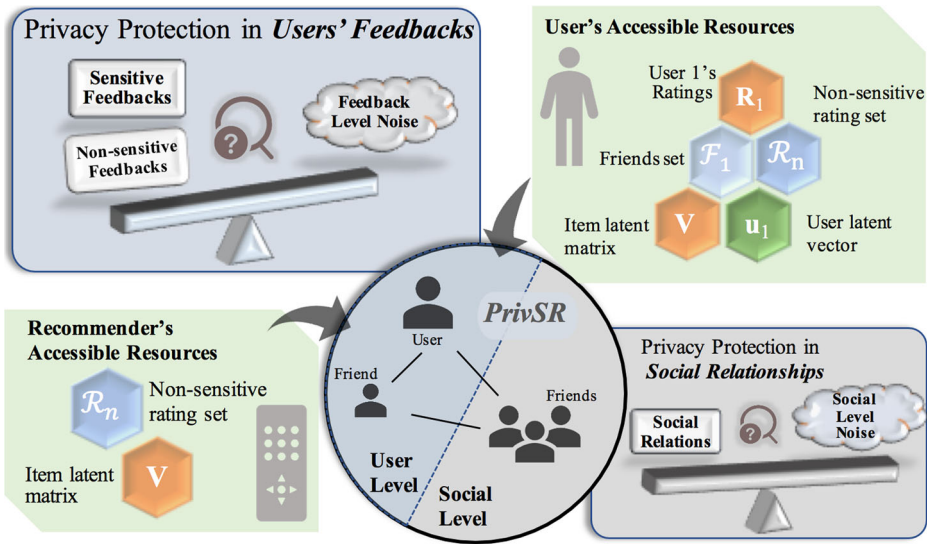 Privacy Protection in Users' Feedbacks
Sensitive
Feedbacks
Non-sensitive
Feedbacks
?
Feedback
Level Noise
User's Accessible Resources
User 1's
Ratings
R₁
Non-sensitive
rating set
Friends set
ℱ₁
ℛₙ
Item latent
matrix
V
u₁
User latent
vector
Recommender's
Accessible Resources
ℛₙ
Non-sensitive
rating set
Item latent
matrix
V
PrivSR
User
Friend
Friends
User
Level
Social
Level
Privacy Protection in
Social Relationships
Social
Relations
?
Social
Level
Noise